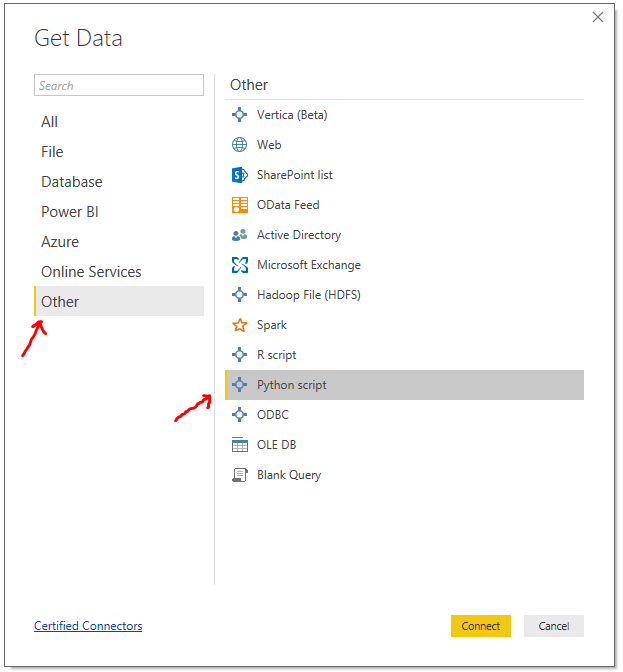 Get Data
Search
All
File
Database
Power BI
Azure
Online Services
Other
Other
Vertica (Beta)
Web
SharePoint list
OData Feed
Active Directory
Microsoft Exchange
Hadoop File (HDFS)
Spark
R script
Python script
ODBC
OLE DB
Blank Query
Certified Connectors
Connect
Cancel